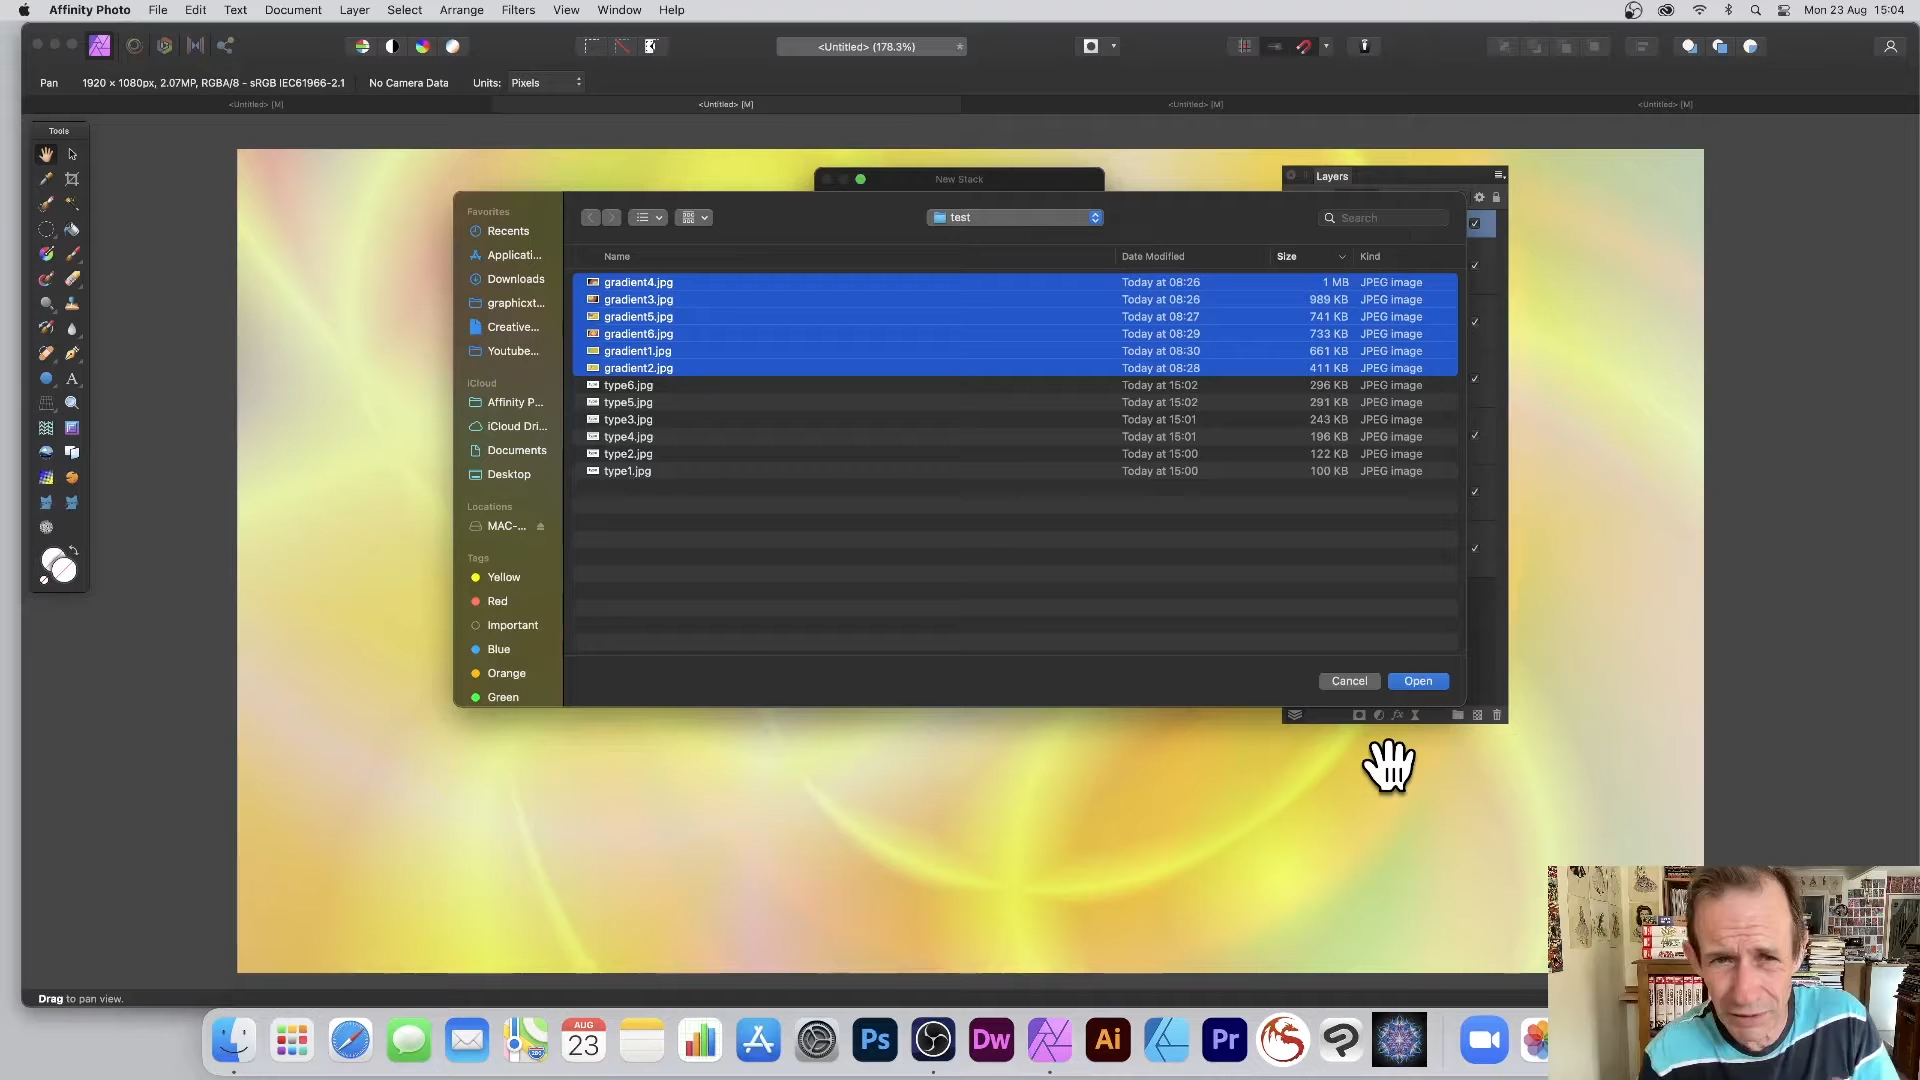 Affinity Photo File Edit Text Document Layer Select Arrange Filters View Window Help Mon 23 Aug 15:04
<Untitled> (178.3%)
Pan 1920 × 1080px, 2.07MP, RGBA/8 - sRGB IEC61966-2.1 No Camera Data Units: Pixels
<Untitled> [M] <Untitled> [M] <Untitled> [M] <Untitled> [M]
Tools
New Stack
Layers
Favorites
Recents
Applicati...
Downloads
graphicxt...
Creative...
Youtube...
iCloud
Affinity P...
iCloud Dri...
Documents
Desktop
Locations
MAC-...
Tags
Yellow
Red
Important
Blue
Orange
Green
test
Search
Name Date Modified Size Kind
gradient4.jpg Today at 08:26 1 MB JPEG image
gradient3.jpg Today at 08:26 989 KB JPEG image
gradient5.jpg Today at 08:27 741 KB JPEG image
gradient6.jpg Today at 08:29 733 KB JPEG image
gradient1.jpg Today at 08:30 661 KB JPEG image
gradient2.jpg Today at 08:28 411 KB JPEG image
type6.jpg Today at 15:02 296 KB JPEG image
type5.jpg Today at 15:02 291 KB JPEG image
type3.jpg Today at 15:01 243 KB JPEG image
type4.jpg Today at 15:01 196 KB JPEG image
type2.jpg Today at 15:00 122 KB JPEG image
type1.jpg Today at 15:00 100 KB JPEG image
Cancel Open
fx
Drag to pan view.
AUG
23
Ps Dw Ai Pr